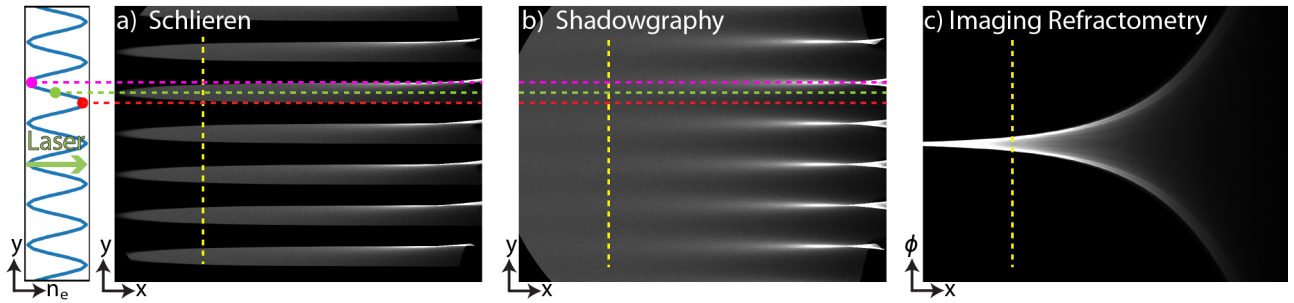 a) Schlieren
b) Shadowgraphy
c) Imaging Refractometry
Laser
y
n_e
y
x
y
x
ϕ
x